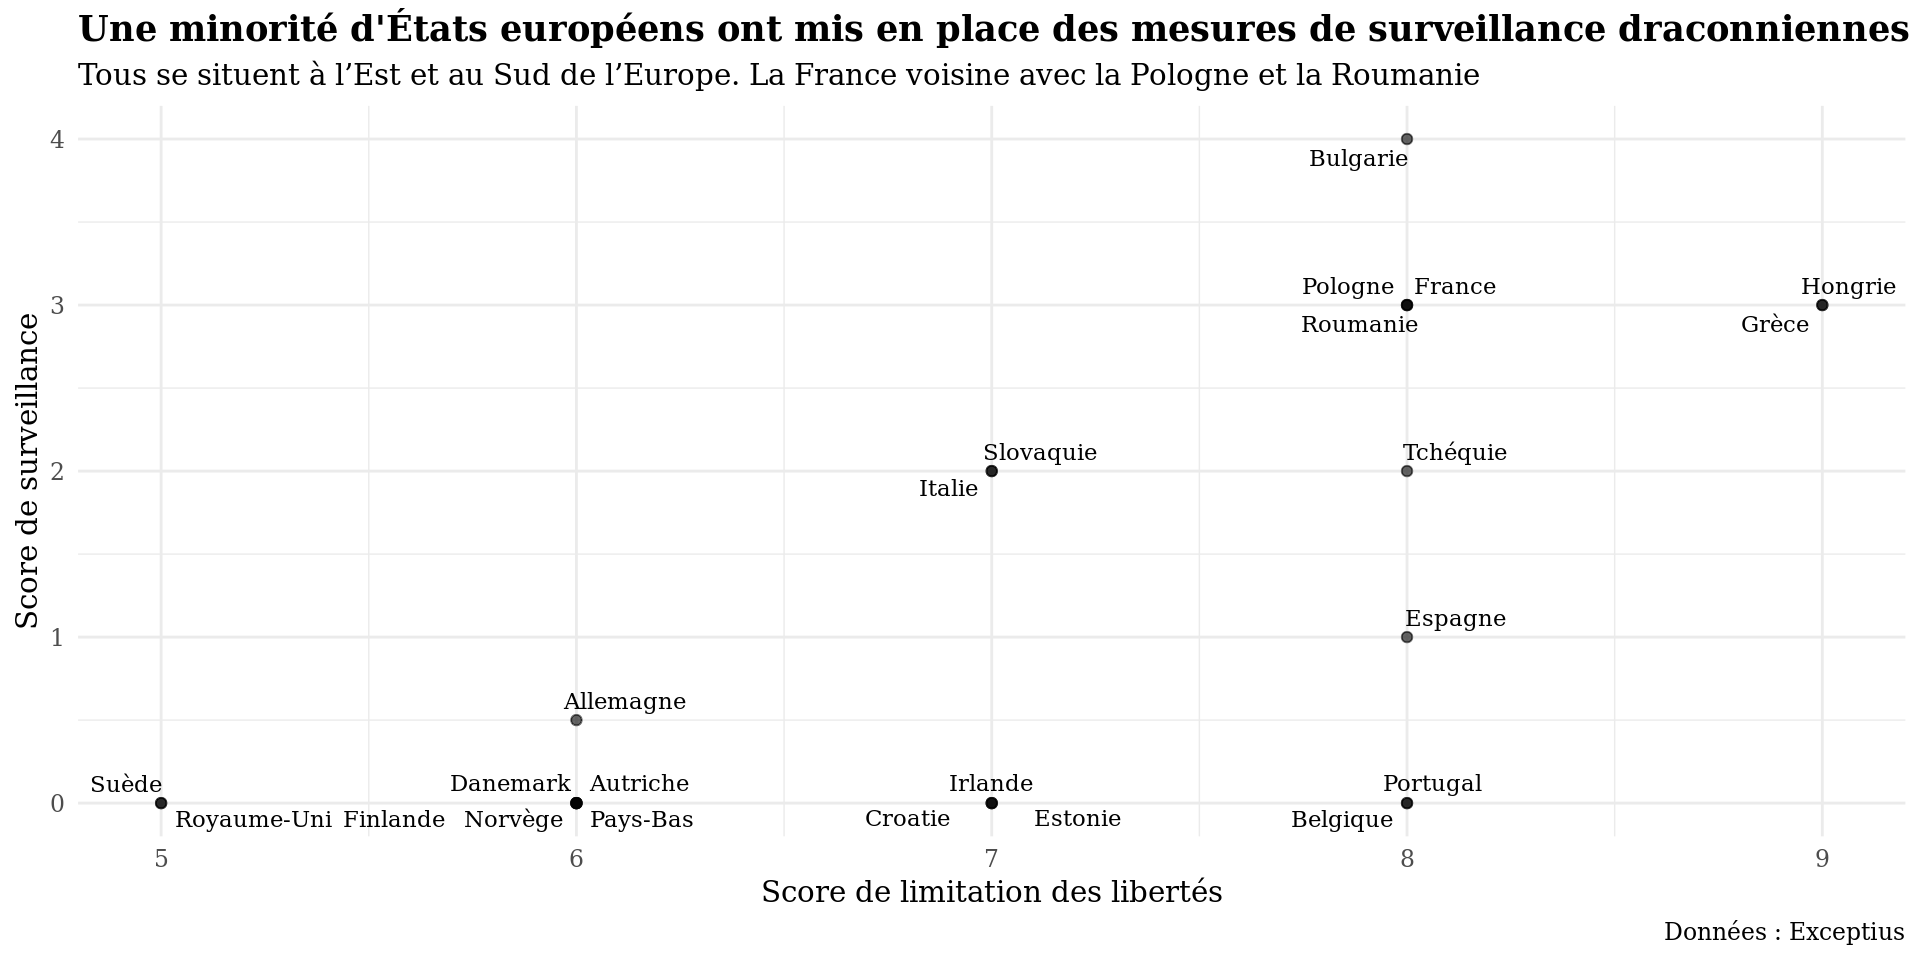 Une minorité d'États européens ont mis en place des mesures de surveillance draconniennes
Tous se situent à l’Est et au Sud de l’Europe. La France voisine avec la Pologne et la Roumanie
4
Bulgarie
Pologne France
Hongrie
3
Roumanie
Grèce
Score de surveillance
Slovaquie
Tchéquie
2
Italie
Espagne
1
Allemagne
Suède
Danemark Autriche
Irlande
Portugal
0
Royaume-Uni Finlande Norvège Pays-Bas
Croatie Estonie
Belgique
5 6 7 8 9
Score de limitation des libertés
Données : Exceptius